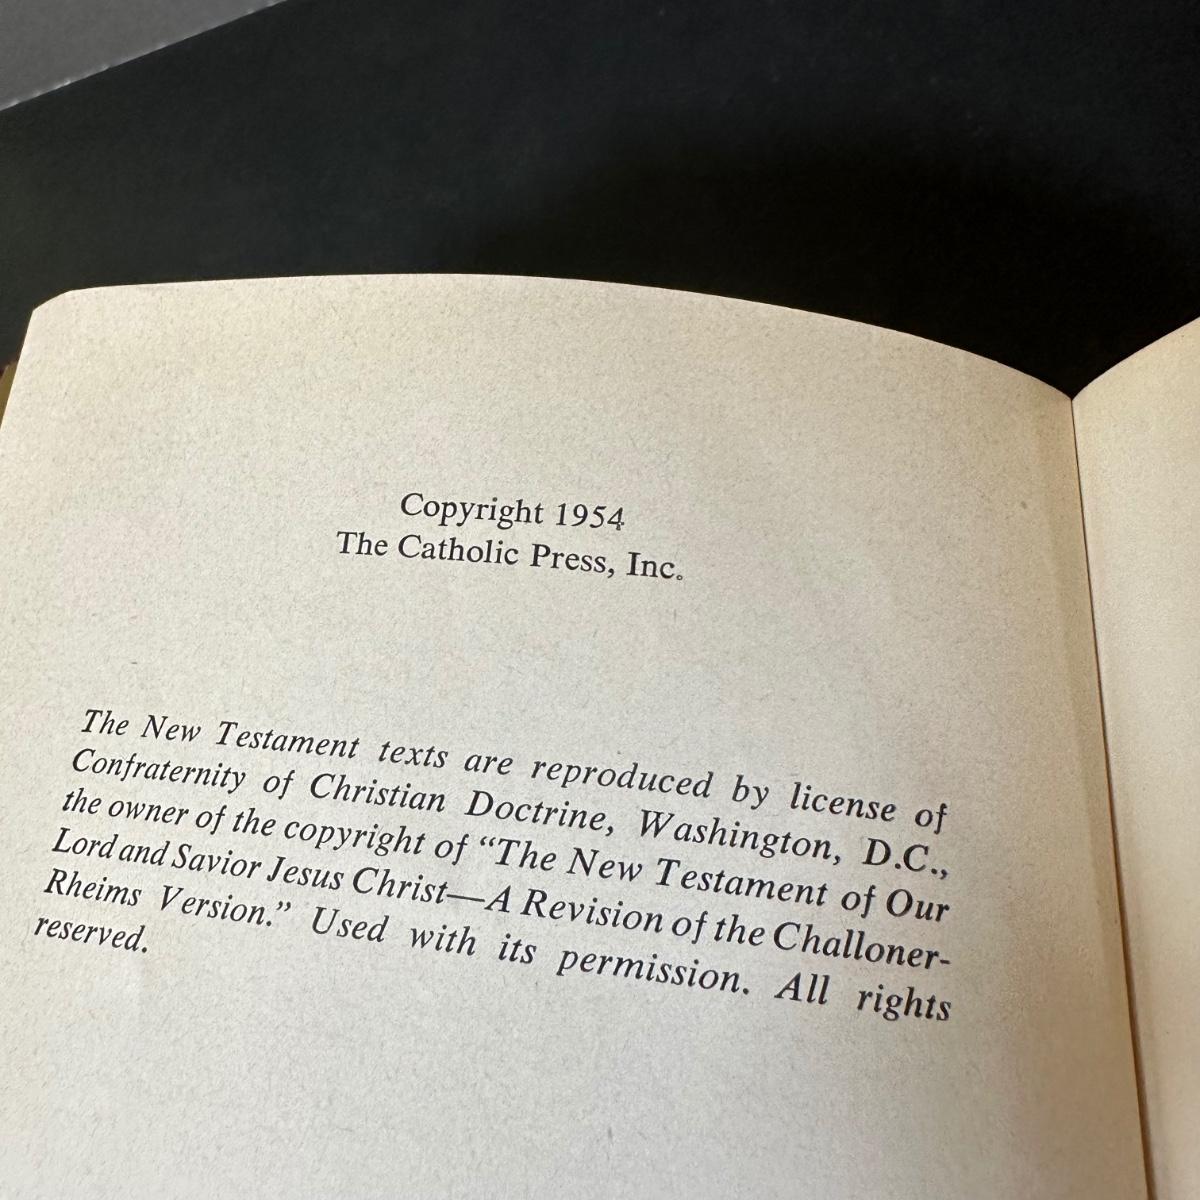 Copyright 1954
The Catholic Press, Inc.
The New Testament texts are reproduced by license of
Confraternity of Christian Doctrine, Washington, D.C.,
the owner of the copyright of “The New Testament of Our
Lord and Savior Jesus Christ—A Revision of the Challoner-
Rheims Version.” Used with its permission. All rights
reserved.